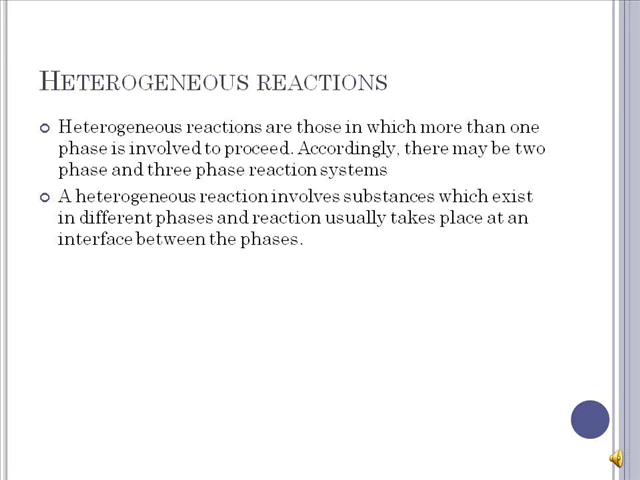 HETEROGENEOUS REACTIONS
Heterogeneous reactions are those in which more than one
phase is involved to proceed. Accordingly, there may be two
phase and three phase reaction systems
A heterogeneous reaction involves substances which exist
in different phases and reaction usually takes place at an
interface between the phases.